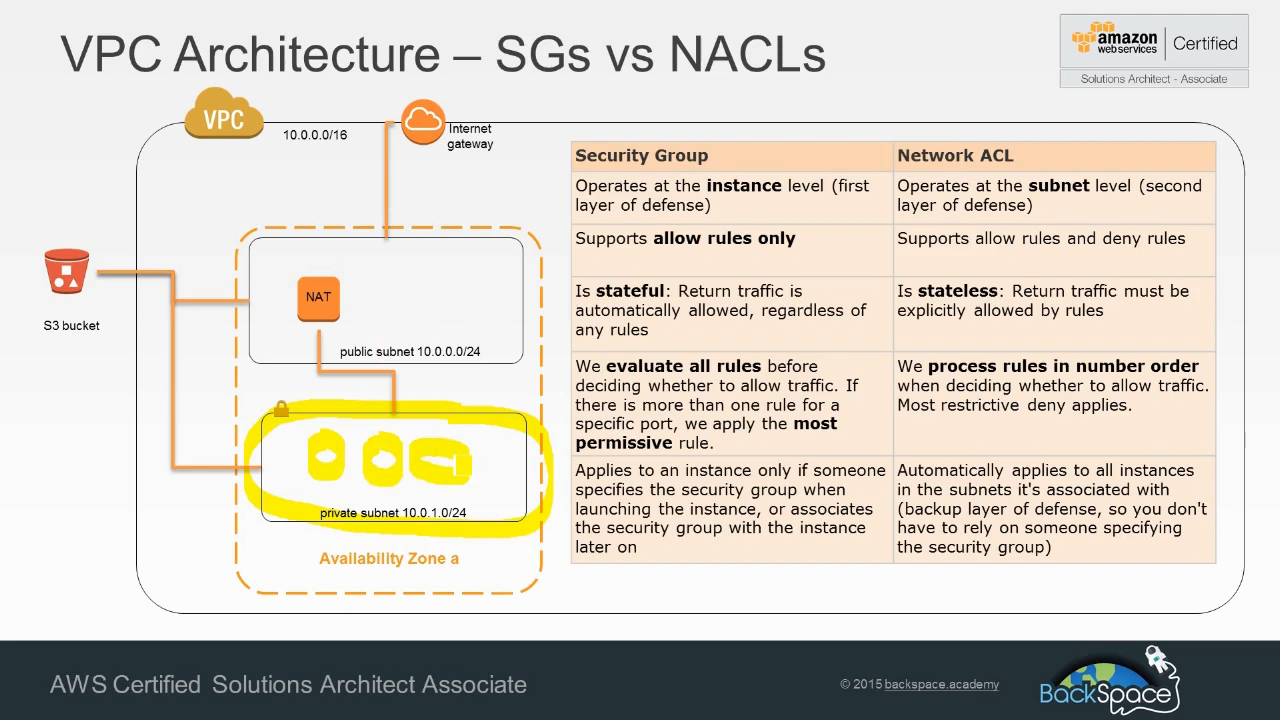 VPC Architecture – SGs vs NACLs
amazon
web services
Certified
Solutions Architect - Associate
VPC
10.0.0.0/16
Internet
gateway
S3 bucket
NAT
public subnet 10.0.0.0/24
private subnet 10.0.1.0/24
Availability Zone a
Security Group
Network ACL
Operates at the instance level (first
layer of defense)
Operates at the subnet level (second
layer of defense)
Supports allow rules only
Supports allow rules and deny rules
Is stateful: Return traffic is
automatically allowed, regardless of
any rules
Is stateless: Return traffic must be
explicitly allowed by rules
We evaluate all rules before
deciding whether to allow traffic. If
there is more than one rule for a
specific port, we apply the most
permissive rule.
We process rules in number order
when deciding whether to allow traffic.
Most restrictive deny applies.
Applies to an instance only if someone
specifies the security group when
launching the instance, or associates
the security group with the instance
later on
Automatically applies to all instances
in the subnets it's associated with
(backup layer of defense, so you don't
have to rely on someone specifying
the security group)
AWS Certified Solutions Architect Associate
© 2015 backspace.academy
BackSpace